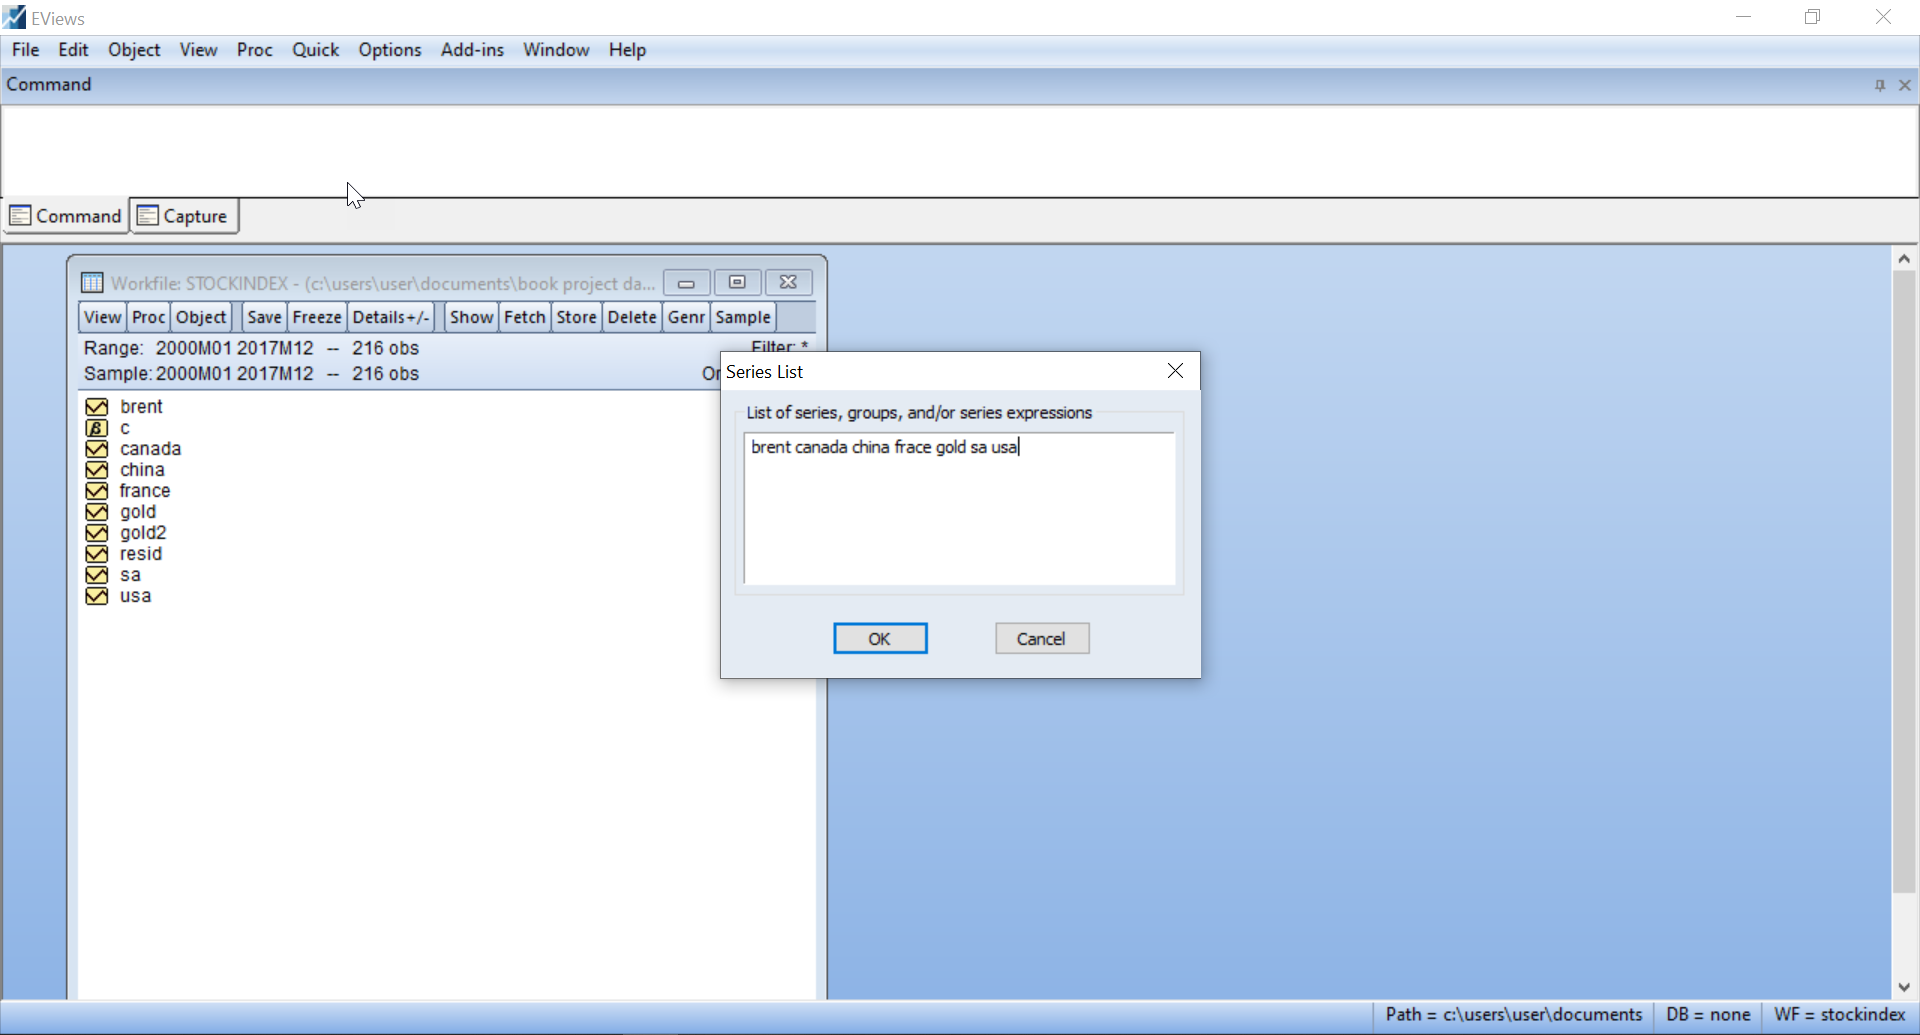 EViews
File Edit Object View Proc Quick Options Add-ins Window Help
Command
Command Capture
Workfile: STOCKINDEX - (c:\users\user\documents\book project da...
View Proc Object Save Freeze Details+/- Show Fetch Store Delete Genr Sample
Range: 2000M01 2017M12 -- 216 obs
Filter: *
Sample: 2000M01 2017M12 -- 216 obs
Or
brent
c
canada
china
france
gold
gold2
resid
sa
usa
Series List
List of series, groups, and/or series expressions
brent canada china frace gold sa usa
OK Cancel
Path = c:\users\user\documents DB = none WF = stockindex